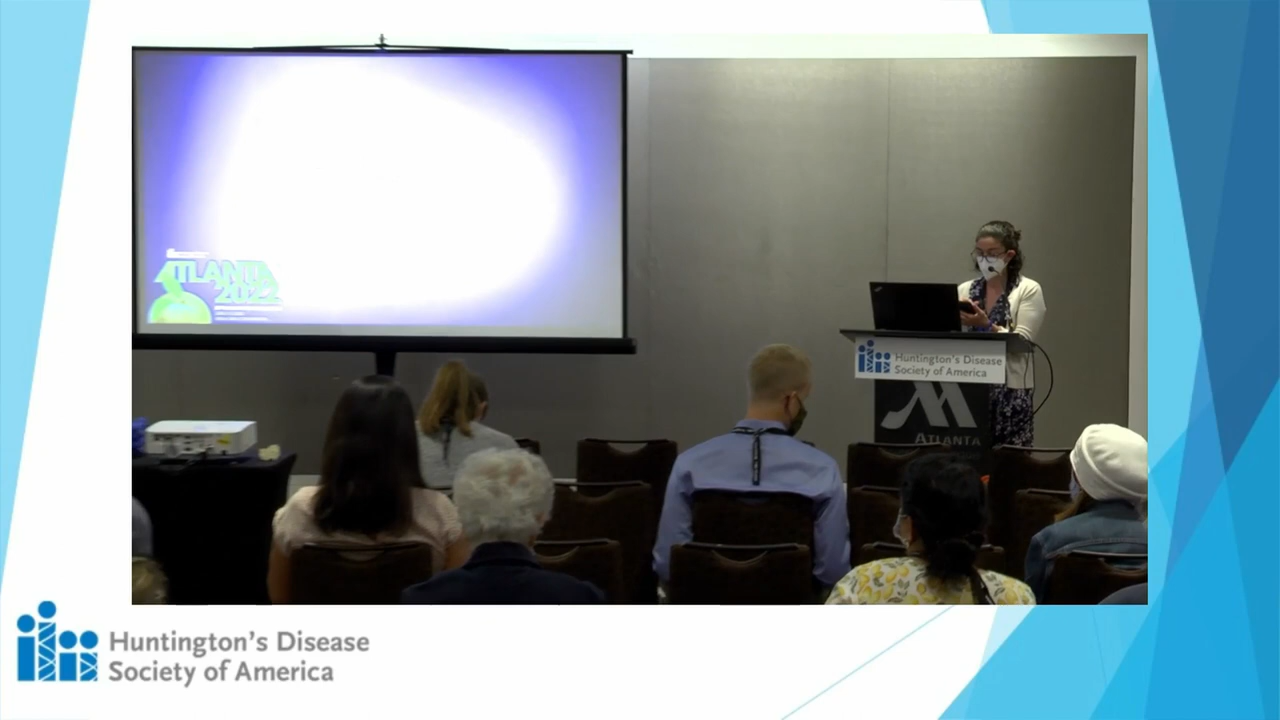 ATLANTA
2022
Huntington's Disease
Society of America
ATLANTA
Huntington's Disease
Society of America